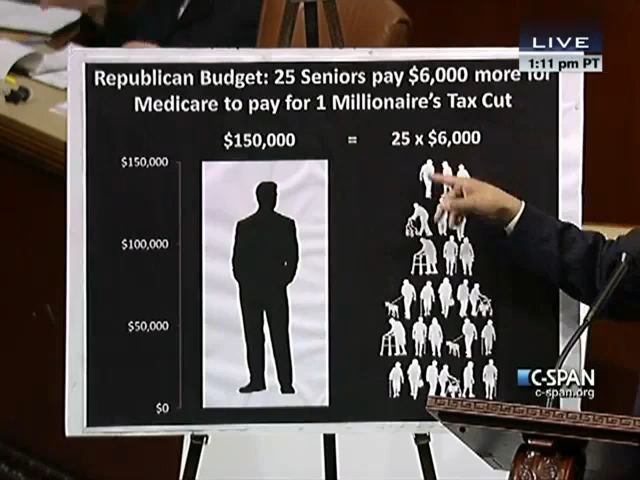 LIVE
1:11 pm PT
Republican Budget: 25 Seniors pay $6,000 more for
Medicare to pay for 1 Millionaire's Tax Cut
$150,000 = 25 x $6,000
$150,000
$100,000
$50,000
$0
C-SPAN
c-span.org